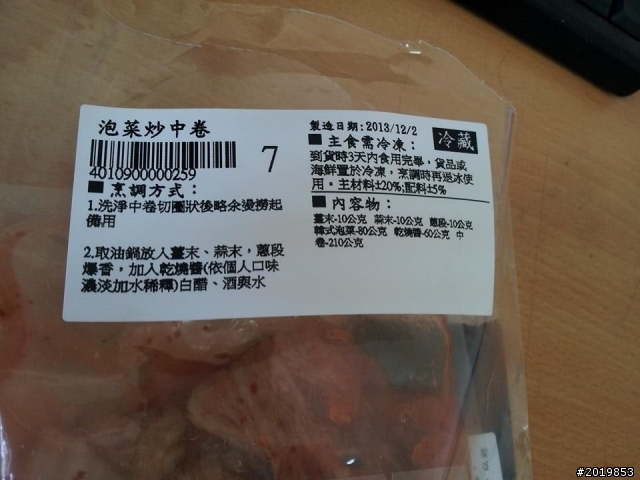 泡菜炒中卷
4010900000259
7
■烹調方式：
1.洗淨中卷切圈狀後略汆燙撈起
備用
2.取油鍋放入薑末、蒜末，蔥段
爆香，加入乾燒醬(依個人口味
濃淡加水稀釋)白醋、酒與水
製造日期:2013/12/2
冷藏
■主食需冷凍：
到貨時3天內食用完畢，貨品或
海鮮置於冷凍，烹調時再退冰使
用。主材料±20%;配料±5%
■內容物：
薑末-10公克 蒜末-10公克 蔥段-10公克
韓式泡菜-80公克 乾燒醬-60公克 中
卷-210公克
#2019853